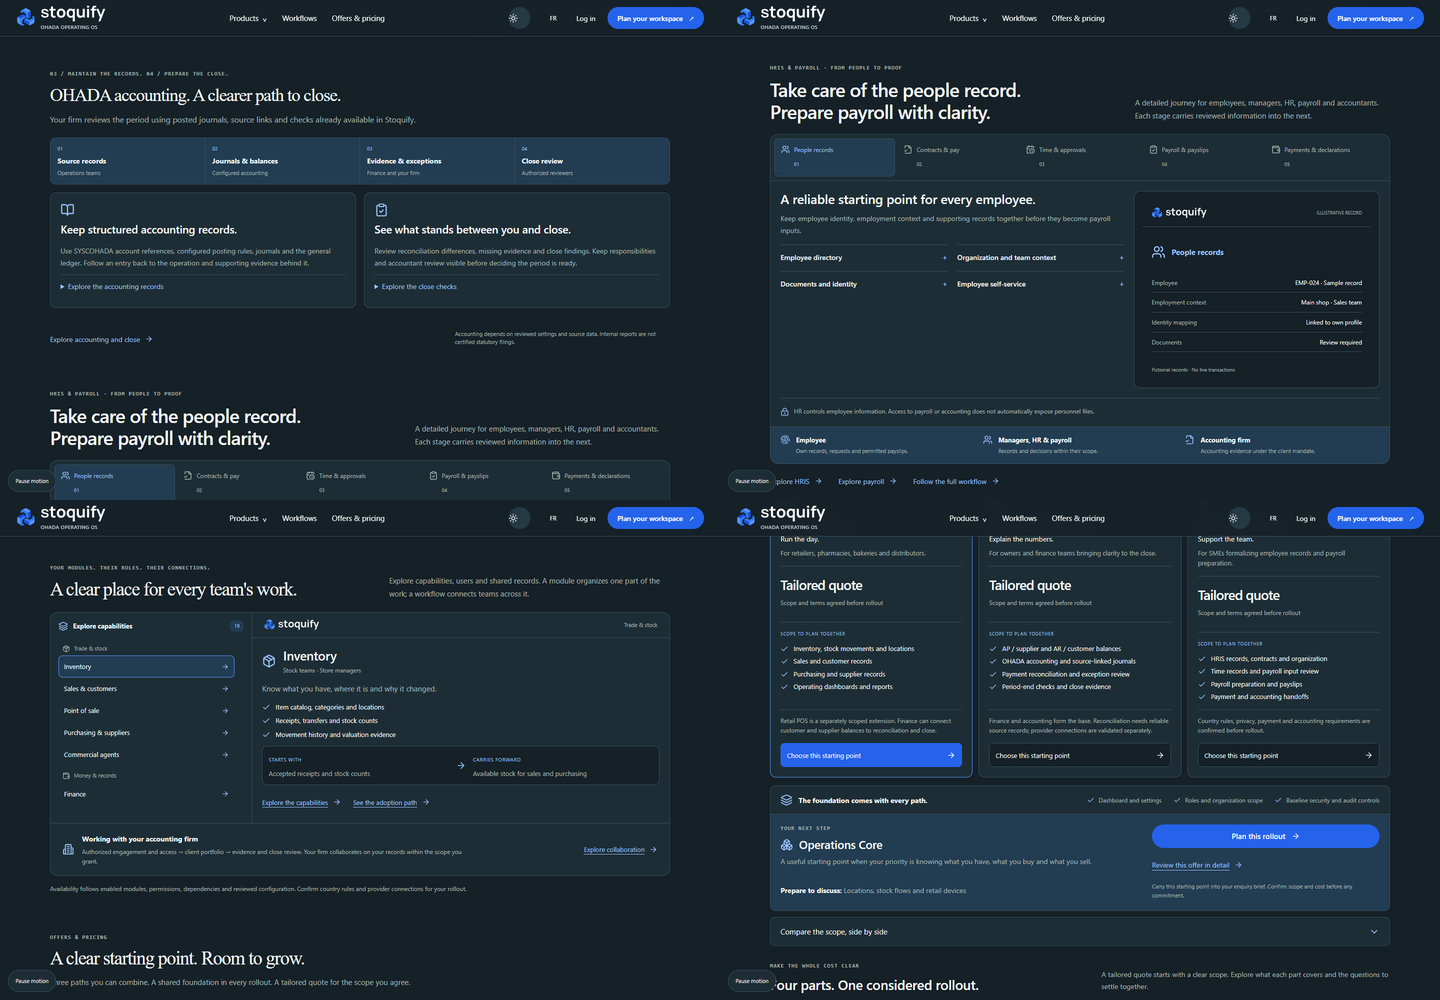 stoquify
OHADA OPERATING OS
Products
Workflows
Offers & pricing
FR
Log in
Plan your workspace ↗
03 / MAINTAIN THE RECORDS. 04 / PREPARE THE CLOSE.
OHADA accounting. A clearer path to close.
Your firm reviews the period using posted journals, source links and checks already available in Stoquify.
01
Source records
Operations teams
02
Journals & balances
Configured accounting
03
Evidence & exceptions
Finance and your firm
04
Close review
Authorized reviewers
Keep structured accounting records.
Use SYSCOHADA account references, configured posting rules, journals and the general
ledger. Follow an entry back to the operation and supporting evidence behind it.
▶ Explore the accounting records
See what stands between you and close.
Review reconciliation differences, missing evidence and close findings. Keep responsibilities
and accountant review visible before deciding the period is ready.
▶ Explore the close checks
Explore accounting and close →
Accounting depends on reviewed settings and source data. Internal reports are not
certified statutory filings.
HRIS & PAYROLL · FROM PEOPLE TO PROOF
Take care of the people record.
Prepare payroll with clarity.
A detailed journey for employees, managers, HR, payroll and accountants.
Each stage carries reviewed information into the next.
People records
01
Contracts & pay
02
Time & approvals
03
Payroll & payslips
04
Payments & declarations
05
Pause motion
stoquify
OHADA OPERATING OS
Products
Workflows
Offers & pricing
FR
Log in
Plan your workspace ↗
HRIS & PAYROLL · FROM PEOPLE TO PROOF
Take care of the people record.
Prepare payroll with clarity.
A detailed journey for employees, managers, HR, payroll and accountants.
Each stage carries reviewed information into the next.
People records
01
Contracts & pay
02
Time & approvals
03
Payroll & payslips
04
Payments & declarations
05
A reliable starting point for every employee.
Keep employee identity, employment context and supporting records together before they become payroll
inputs.
Employee directory +
Organization and team context +
Documents and identity +
Employee self-service +
stoquify
ILLUSTRATIVE RECORD
People records
Employee EMP-024 · Sample record
Employment context Main shop · Sales team
Identity mapping Linked to own profile
Documents Review required
Fictional records · No live transactions
HR controls employee information. Access to payroll or accounting does not automatically expose personnel files.
Employee
Own records, requests and permitted payslips.
Managers, HR & payroll
Records and decisions within their scope.
Accounting firm
Accounting evidence under the client mandate.
Pause motion
plore HRIS →
Explore payroll →
Follow the full workflow →
stoquify
OHADA OPERATING OS
Products
Workflows
Offers & pricing
FR
Log in
Plan your workspace ↗
YOUR MODULES. THEIR ROLES. THEIR CONNECTIONS.
A clear place for every team's work.
Explore capabilities, users and shared records. A module organizes one part of the
work; a workflow connects teams across it.
Explore capabilities 18
Trade & stock
Inventory →
Sales & customers →
Point of sale →
Purchasing & suppliers →
Commercial agents →
Money & records
Finance →
stoquify
Trade & stock
Inventory
Stock teams · Store managers
Know what you have, where it is and why it changed.
Item catalog, categories and locations
Receipts, transfers and stock counts
Movement history and valuation evidence
STARTS WITH
Accepted receipts and stock counts
→
CARRIES FORWARD
Available stock for sales and purchasing
Explore the capabilities →
See the adoption path →
Working with your accounting firm
Authorized engagement and access → client portfolio → evidence and close review. Your firm collaborates on your records within the scope you
grant.
Explore collaboration →
Availability follows enabled modules, permissions, dependencies and reviewed configuration. Confirm country rules and provider connections for your rollout.
OFFERS & PRICING
A clear starting point. Room to grow.
Pause motion
ree paths you can combine. A shared foundation in every rollout. A tailored quote for the scope you agree.
stoquify
OHADA OPERATING OS
Products
Workflows
Offers & pricing
FR
Log in
Plan your workspace ↗
Run the day.
For retailers, pharmacies, bakeries and distributors.
Tailored quote
Scope and terms agreed before rollout
SCOPE TO PLAN TOGETHER
Inventory, stock movements and locations
Sales and customer records
Purchasing and supplier records
Operating dashboards and reports
Retail POS is a separately scoped extension. Finance can connect
customer and supplier balances to reconciliation and close.
Choose this starting point →
Explain the numbers.
For owners and finance teams bringing clarity to the close.
Tailored quote
Scope and terms agreed before rollout
SCOPE TO PLAN TOGETHER
AP / supplier and AR / customer balances
OHADA accounting and source-linked journals
Payment reconciliation and exception review
Period-end checks and close evidence
Finance and accounting form the base. Reconciliation needs reliable
source records; provider connections are validated separately.
Choose this starting point →
Support the team.
For SMEs formalizing employee records and payroll
preparation.
Tailored quote
Scope and terms agreed before rollout
SCOPE TO PLAN TOGETHER
HRIS records, contracts and organization
Time records and payroll input review
Payroll preparation and payslips
Payment and accounting handoffs
Country rules, privacy, payment and accounting requirements are
confirmed before rollout.
Choose this starting point →
The foundation comes with every path.
Dashboard and settings
Roles and organization scope
Baseline security and audit controls
YOUR NEXT STEP
Operations Core
A useful starting point when your priority is knowing what you have, what you buy and what you sell.
Prepare to discuss: Locations, stock flows and retail devices
Plan this rollout →
Review this offer in detail →
Carry this starting point into your enquiry brief. Confirm scope and cost before any
commitment.
Compare the scope, side by side
MAKE THE WHOLE COST CLEAR
Pause motion
Four parts. One considered rollout.
A tailored quote starts with a clear scope. Explore what each part covers and the questions to
settle together.